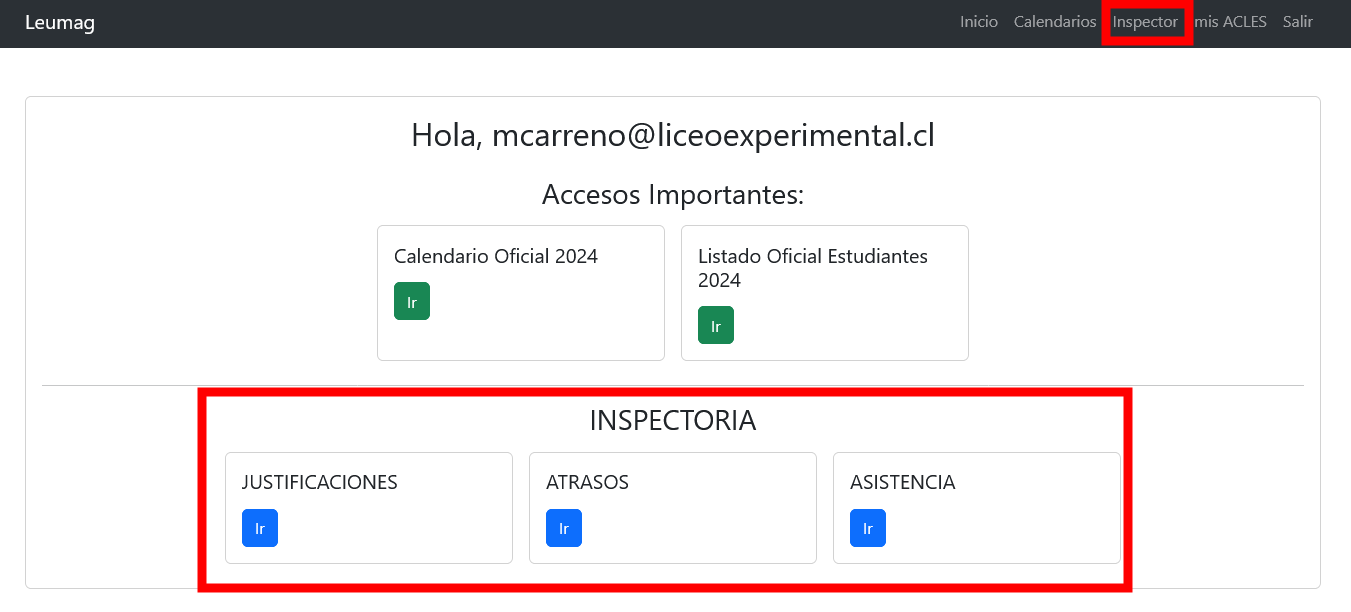 Leumag
Inicio Calendarios Inspector mis ACLES Salir
Hola, mcarreno@liceoexperimental.cl
Accesos Importantes:
Calendario Oficial 2024
Ir
Listado Oficial Estudiantes
2024
Ir
INSPECTORIA
JUSTIFICACIONES
Ir
ATRASOS
Ir
ASISTENCIA
Ir